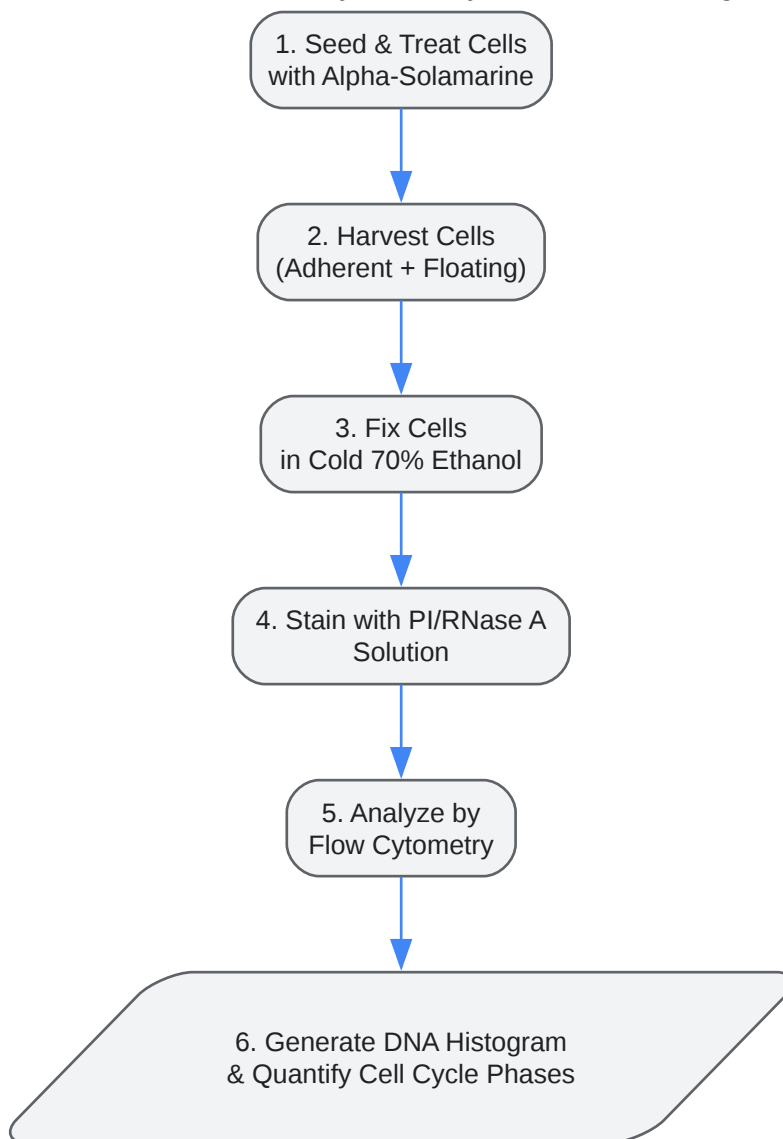 1. Seed & Treat Cells
with Alpha-Solamarine
2. Harvest Cells
(Adherent + Floating)
3. Fix Cells
in Cold 70% Ethanol
4. Stain with PI/RNase A
Solution
5. Analyze by
Flow Cytometry
6. Generate DNA Histogram
& Quantify Cell Cycle Phases